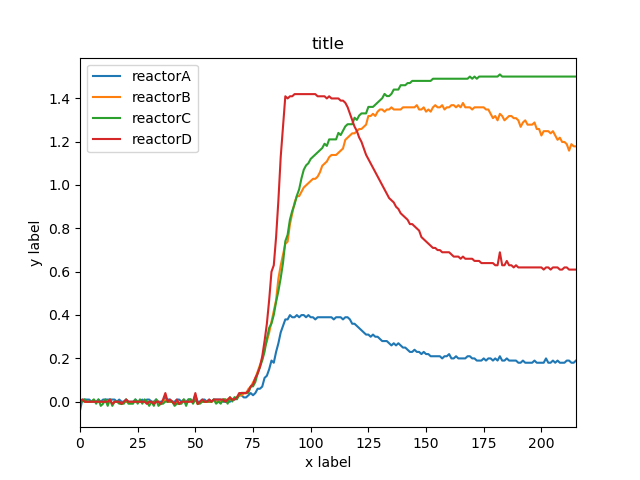 title
reactorA
reactorB
reactorC
reactorD
y label
1.4
1.2
1.0
0.8
0.6
0.4
0.2
0.0
0 25 50 75 100 125 150 175 200
x label